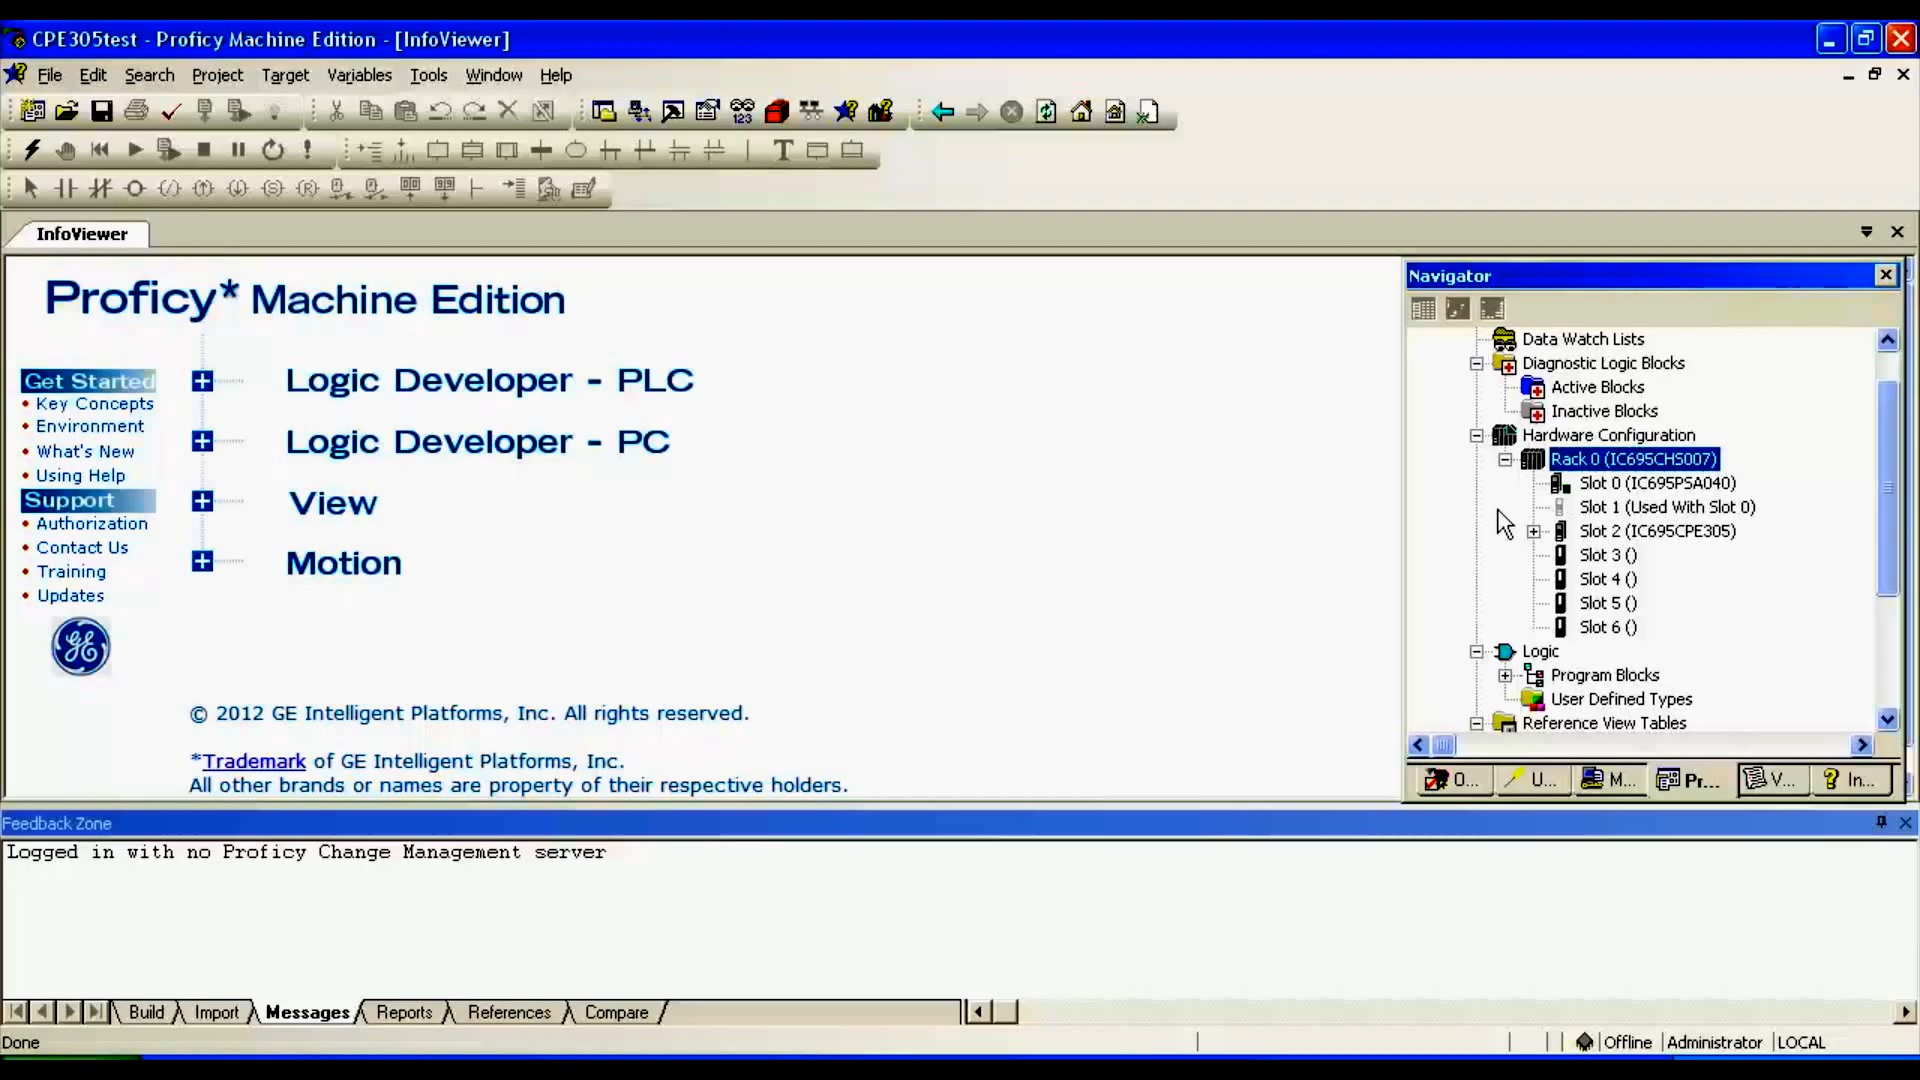 CPE305test - Proficy Machine Edition - [InfoViewer]
File Edit Search Project Target Variables Tools Window Help
InfoViewer
Proficy* Machine Edition
Get Started
• Key Concepts
• Environment
• What's New
• Using Help
Support
• Authorization
• Contact Us
• Training
• Updates
Logic Developer - PLC
Logic Developer - PC
View
Motion
© 2012 GE Intelligent Platforms, Inc. All rights reserved.
*Trademark of GE Intelligent Platforms, Inc.
All other brands or names are property of their respective holders.
Navigator
Data Watch Lists
Diagnostic Logic Blocks
Active Blocks
Inactive Blocks
Hardware Configuration
Rack 0 (IC695CHS007)
Slot 0 (IC695PSA040)
Slot 1 (Used With Slot 0)
Slot 2 (IC695CPE305)
Slot 3 ()
Slot 4 ()
Slot 5 ()
Slot 6 ()
Logic
Program Blocks
User Defined Types
Reference View Tables
O... U... M... Pr... V... In...
Feedback Zone
Logged in with no Proficy Change Management server
Build Import Messages Reports References Compare
Done
Offline Administrator LOCAL